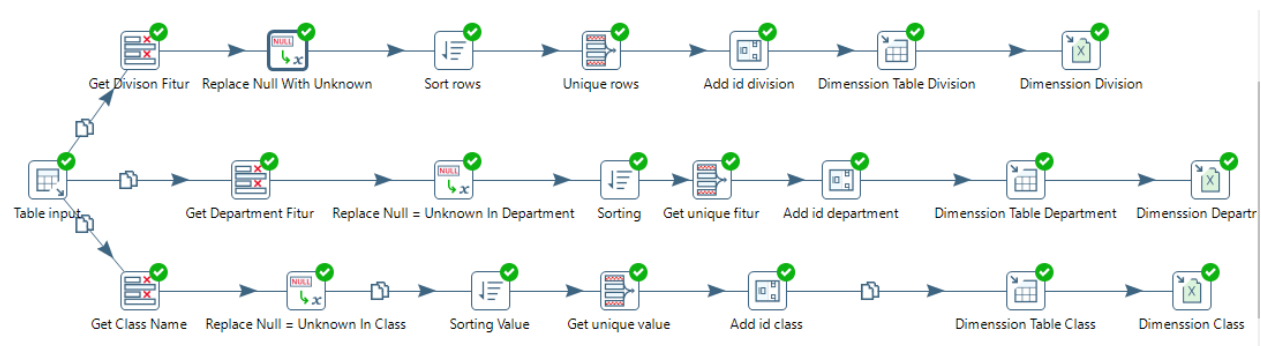 Get Divison Fitur
Replace Null With Unknown
Sort rows
Unique rows
Add id division
Dimenssion Table Division
Dimenssion Division
Table input
Get Department Fitur
Replace Null = Unknown In Department
Sorting
Get unique fitur
Add id department
Dimenssion Table Department
Dimenssion Departr
Get Class Name
Replace Null = Unknown In Class
Sorting Value
Get unique value
Add id class
Dimenssion Table Class
Dimenssion Class